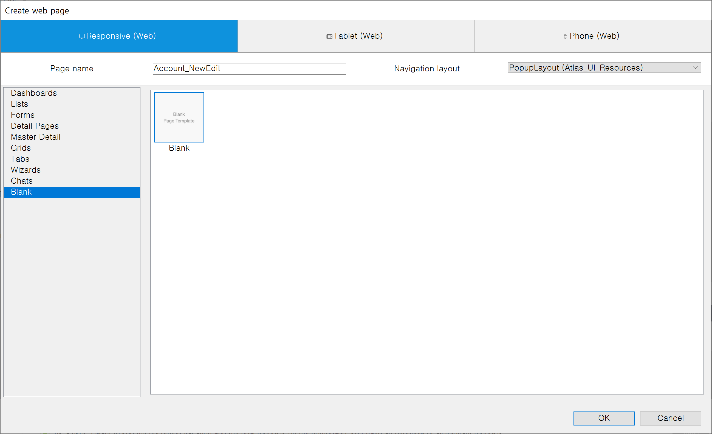 Create web page
Responsive (Web)
Tablet (Web)
Phone (Web)
Page name
Account_NewEdit
Navigation layout
PopupLayout (Atlas_UI_Resources)
Dashboards
Lists
Forms
Detail Pages
Master Detail
Grids
Tabs
Wizards
Chats
Blank
Blank
Page Template
Blank
OK
Cancel